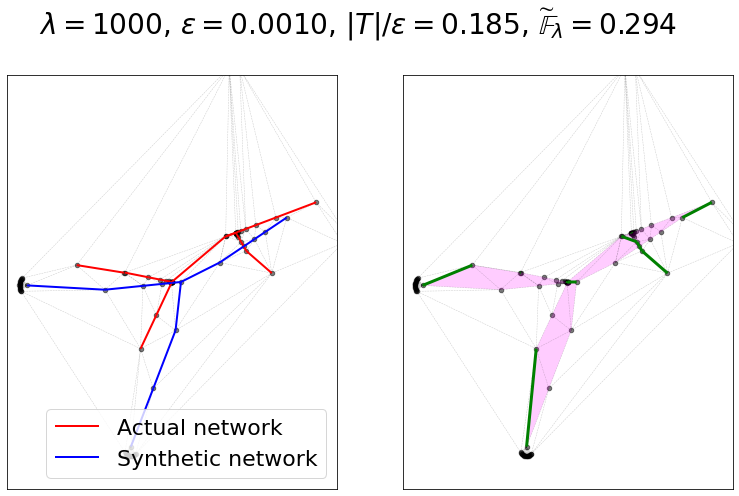 λ = 1000, ε = 0.0010, |T|/ε = 0.185, 𝔽̃_λ = 0.294
Actual network
Synthetic network